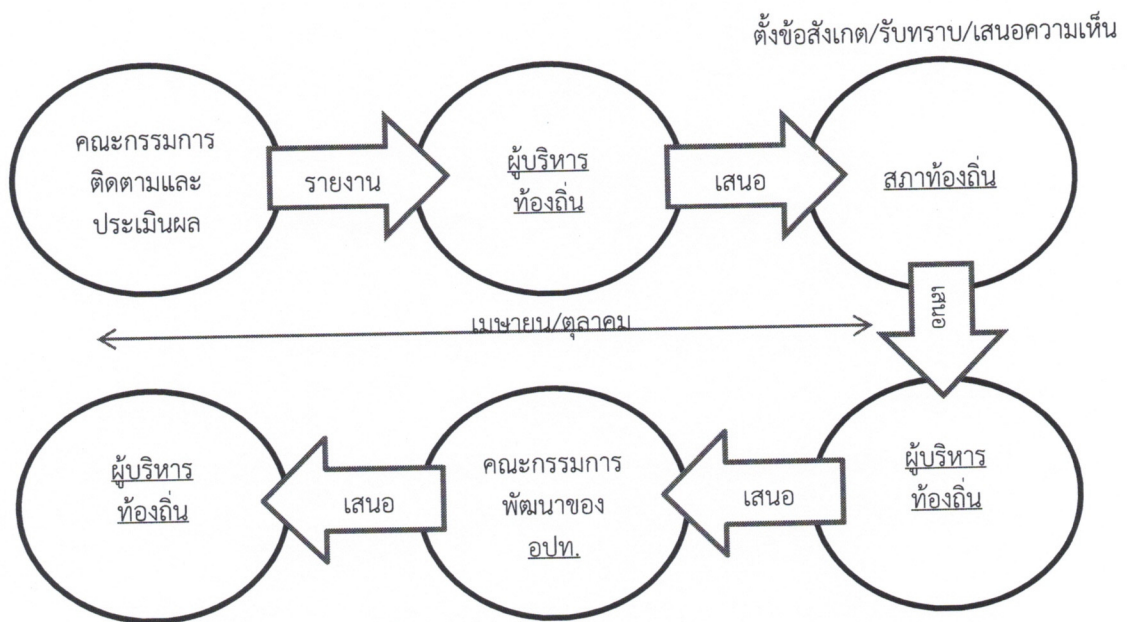 ตั้งข้อสังเกต/รับทราบ/เสนอความเห็น
คณะกรรมการ
ติดตามและ
ประเมินผล
รายงาน
ผู้บริหาร
ท้องถิ่น
เสนอ
สภาท้องถิ่น
เสนอ
เมษายน/ตุลาคม
ผู้บริหาร
ท้องถิ่น
เสนอ
คณะกรรมการ
พัฒนาของ
อปท.
เสนอ
ผู้บริหาร
ท้องถิ่น